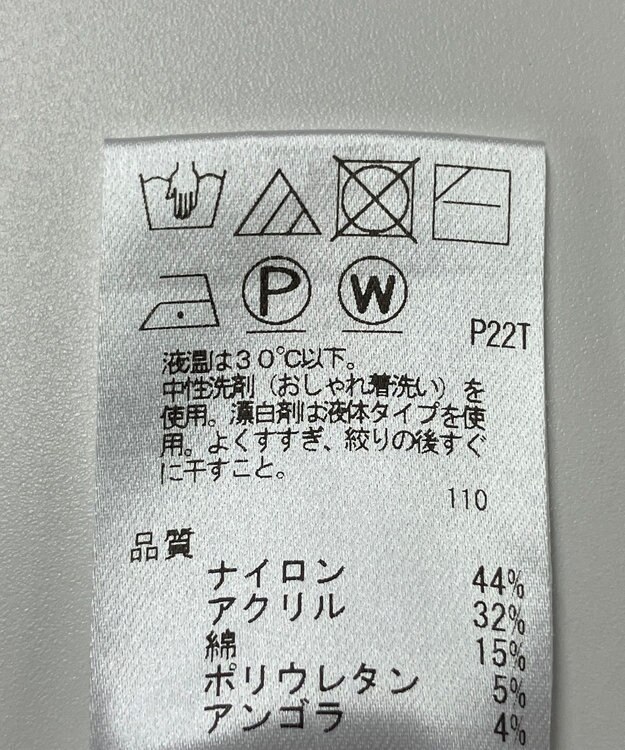 P W
P22T
液温は30℃以下。
中性洗剤（おしゃれ着洗い）を
使用。漂白剤は液体タイプを使
用。よくすすぎ、絞りの後すぐ
に干すこと。
110
品質
ナイロン 44%
アクリル 32%
綿 15%
ポリウレタン 5%
アンゴラ 4%